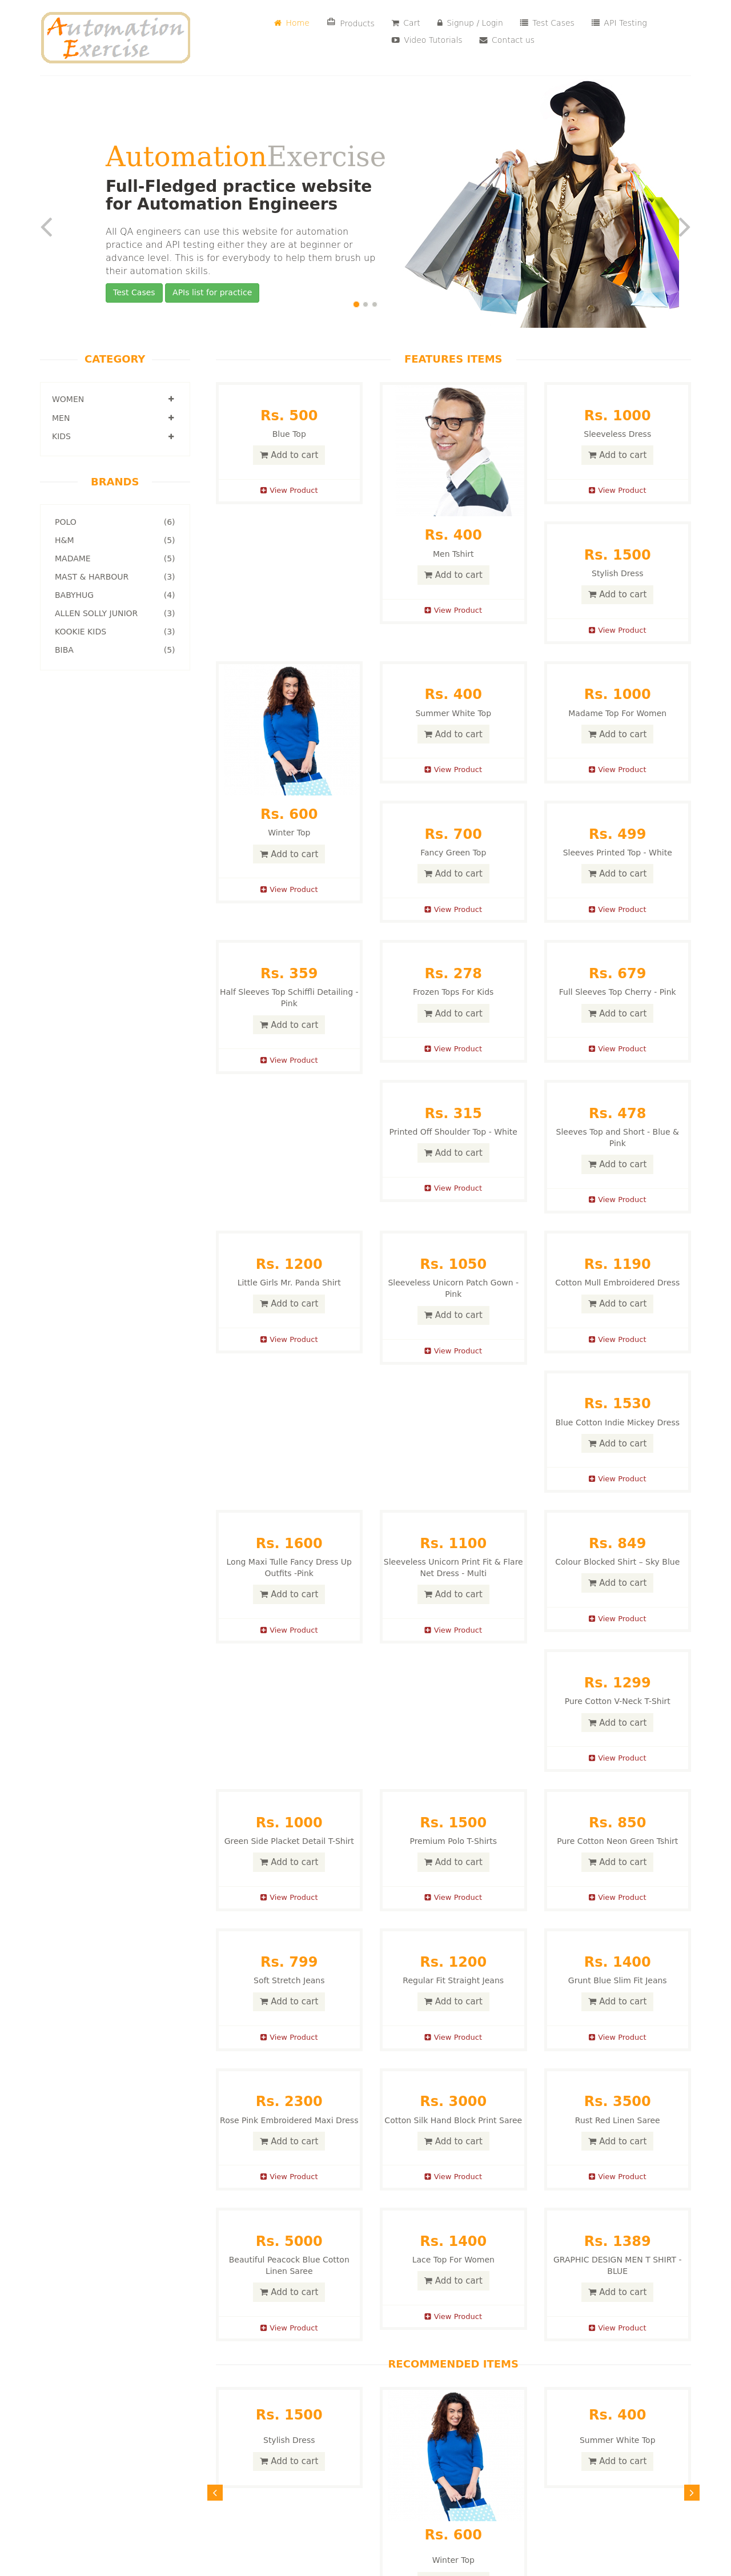 Automation
Exercise
Home
Products
Cart
Signup / Login
Test Cases
API Testing
Video Tutorials
Contact us
AutomationExercise
Full-Fledged practice website
for Automation Engineers
All QA engineers can use this website for automation
practice and API testing either they are at beginner or
advance level. This is for everybody to help them brush up
their automation skills.
Test Cases
APIs list for practice
CATEGORY
WOMEN
MEN
KIDS
BRANDS
POLO (6)
H&M (5)
MADAME (5)
MAST & HARBOUR (3)
BABYHUG (4)
ALLEN SOLLY JUNIOR (3)
KOOKIE KIDS (3)
BIBA (5)
FEATURES ITEMS
Rs. 500
Blue Top
Add to cart
View Product
Rs. 400
Men Tshirt
Add to cart
View Product
Rs. 1000
Sleeveless Dress
Add to cart
View Product
Rs. 1500
Stylish Dress
Add to cart
View Product
Rs. 600
Winter Top
Add to cart
View Product
Rs. 400
Summer White Top
Add to cart
View Product
Rs. 1000
Madame Top For Women
Add to cart
View Product
Rs. 700
Fancy Green Top
Add to cart
View Product
Rs. 499
Sleeves Printed Top - White
Add to cart
View Product
Rs. 359
Half Sleeves Top Schiffli Detailing -
Pink
Add to cart
View Product
Rs. 278
Frozen Tops For Kids
Add to cart
View Product
Rs. 679
Full Sleeves Top Cherry - Pink
Add to cart
View Product
Rs. 315
Printed Off Shoulder Top - White
Add to cart
View Product
Rs. 478
Sleeves Top and Short - Blue &
Pink
Add to cart
View Product
Rs. 1200
Little Girls Mr. Panda Shirt
Add to cart
View Product
Rs. 1050
Sleeveless Unicorn Patch Gown -
Pink
Add to cart
View Product
Rs. 1190
Cotton Mull Embroidered Dress
Add to cart
View Product
Rs. 1530
Blue Cotton Indie Mickey Dress
Add to cart
View Product
Rs. 1600
Long Maxi Tulle Fancy Dress Up
Outfits -Pink
Add to cart
View Product
Rs. 1100
Sleeveless Unicorn Print Fit & Flare
Net Dress - Multi
Add to cart
View Product
Rs. 849
Colour Blocked Shirt – Sky Blue
Add to cart
View Product
Rs. 1299
Pure Cotton V-Neck T-Shirt
Add to cart
View Product
Rs. 1000
Green Side Placket Detail T-Shirt
Add to cart
View Product
Rs. 1500
Premium Polo T-Shirts
Add to cart
View Product
Rs. 850
Pure Cotton Neon Green Tshirt
Add to cart
View Product
Rs. 799
Soft Stretch Jeans
Add to cart
View Product
Rs. 1200
Regular Fit Straight Jeans
Add to cart
View Product
Rs. 1400
Grunt Blue Slim Fit Jeans
Add to cart
View Product
Rs. 2300
Rose Pink Embroidered Maxi Dress
Add to cart
View Product
Rs. 3000
Cotton Silk Hand Block Print Saree
Add to cart
View Product
Rs. 3500
Rust Red Linen Saree
Add to cart
View Product
Rs. 5000
Beautiful Peacock Blue Cotton
Linen Saree
Add to cart
View Product
Rs. 1400
Lace Top For Women
Add to cart
View Product
Rs. 1389
GRAPHIC DESIGN MEN T SHIRT -
BLUE
Add to cart
View Product
RECOMMENDED ITEMS
Rs. 1500
Stylish Dress
Add to cart
Rs. 600
Winter Top
Rs. 400
Summer White Top
Add to cart